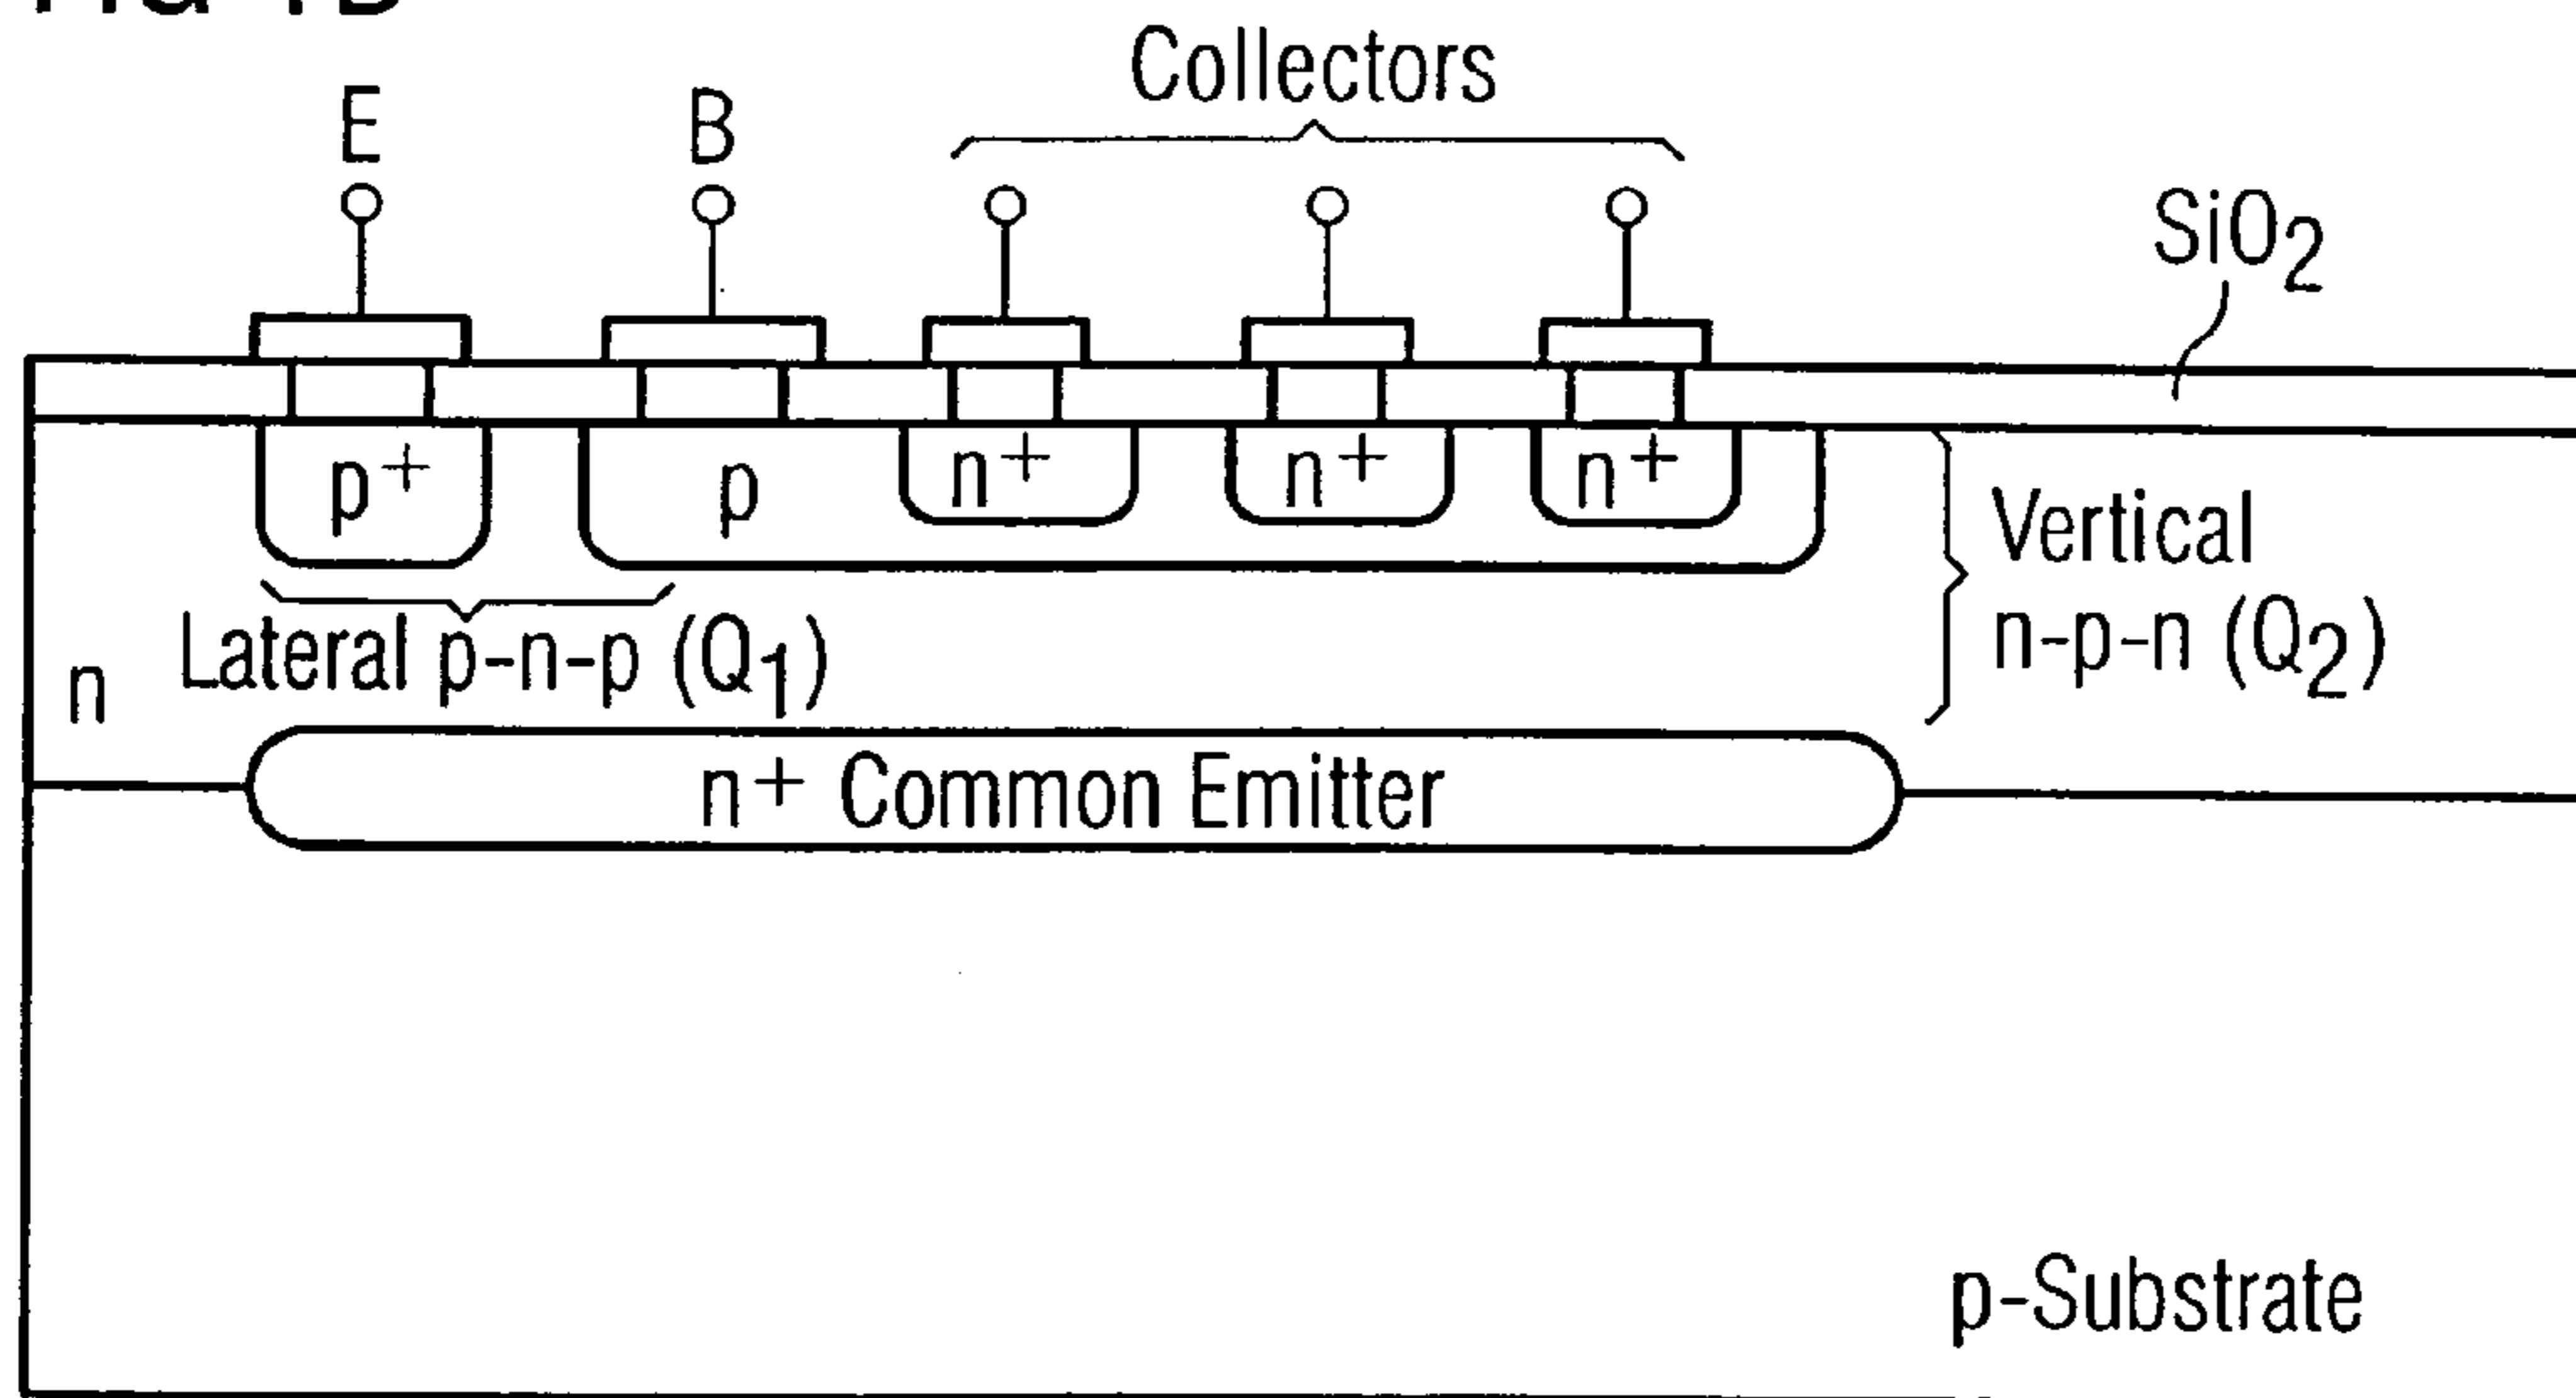 Collectors
E
B
SiO2
p+
p
n+
n+
n+
Vertical
n-p-n (Q2)
Lateral p-n-p (Q1)
n
n+ Common Emitter
p-Substrate